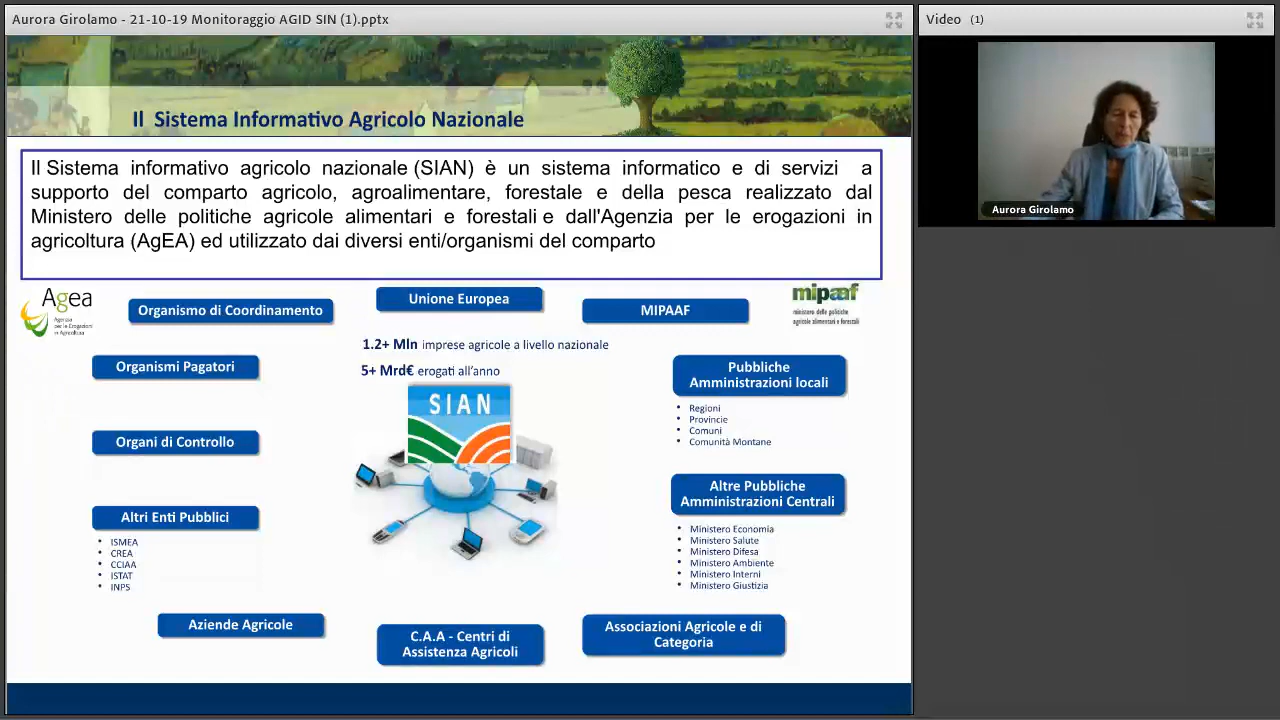 Aurora Girolamo - 21-10-19 Monitoraggio AGID SIN (1).pptx
Video (1)
Il Sistema Informativo Agricolo Nazionale
Il Sistema informativo agricolo nazionale (SIAN) è un sistema informatico e di servizi a
supporto del comparto agricolo, agroalimentare, forestale e della pesca realizzato dal
Ministero delle politiche agricole alimentari e forestali e dall'Agenzia per le erogazioni in
agricoltura (AgEA) ed utilizzato dai diversi enti/organismi del comparto
Aurora Girolamo
Agea
Agenzia
per le Erogazioni
in Agricoltura
Organismo di Coordinamento
Unione Europea
MIPAAF
mipaaf
ministero delle politiche
agricole alimentari e forestali
1.2+ Mln imprese agricole a livello nazionale
5+ Mrd€ erogati all'anno
SIAN
Organismi Pagatori
Organi di Controllo
Altri Enti Pubblici
• ISMEA
• CREA
• CCIAA
• ISTAT
• INPS
Pubbliche
Amministrazioni locali
• Regioni
• Provincie
• Comuni
• Comunità Montane
Altre Pubbliche
Amministrazioni Centrali
• Ministero Economia
• Ministero Salute
• Ministero Difesa
• Ministero Ambiente
• Ministero Interni
• Ministero Giustizia
Aziende Agricole
C.A.A - Centri di
Assistenza Agricoli
Associazioni Agricole e di
Categoria